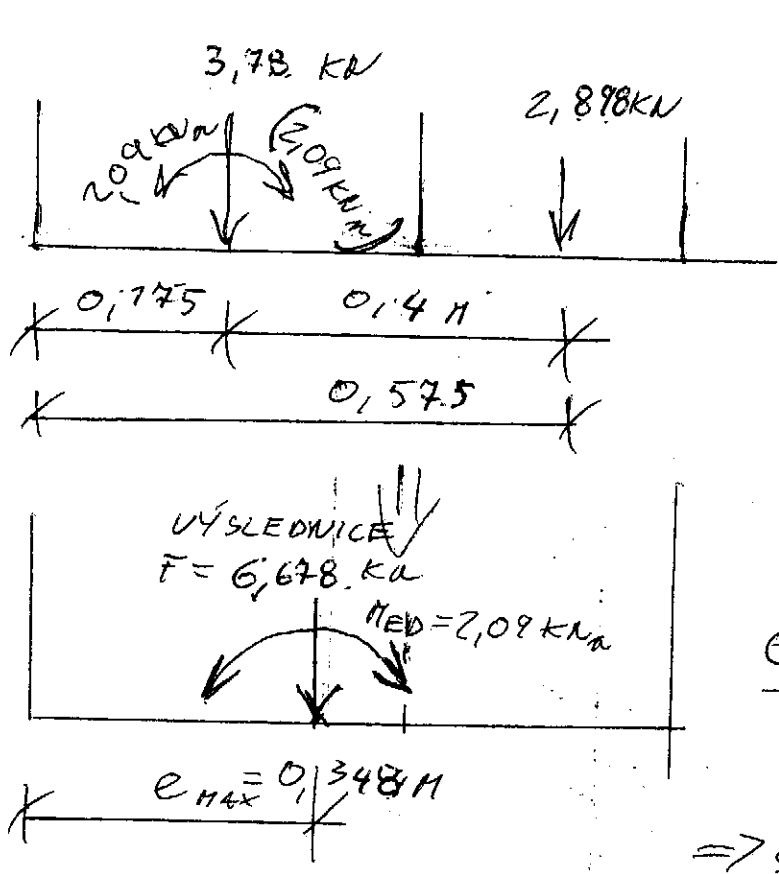 3,78 KN
2,898KN
2,09KNm
2,09KNm
0,175
0,4 M
0,575
VÝSLEDNICE
F = 6,678 KN
MED=2,09 KNm
eMAX=0,348M
=>